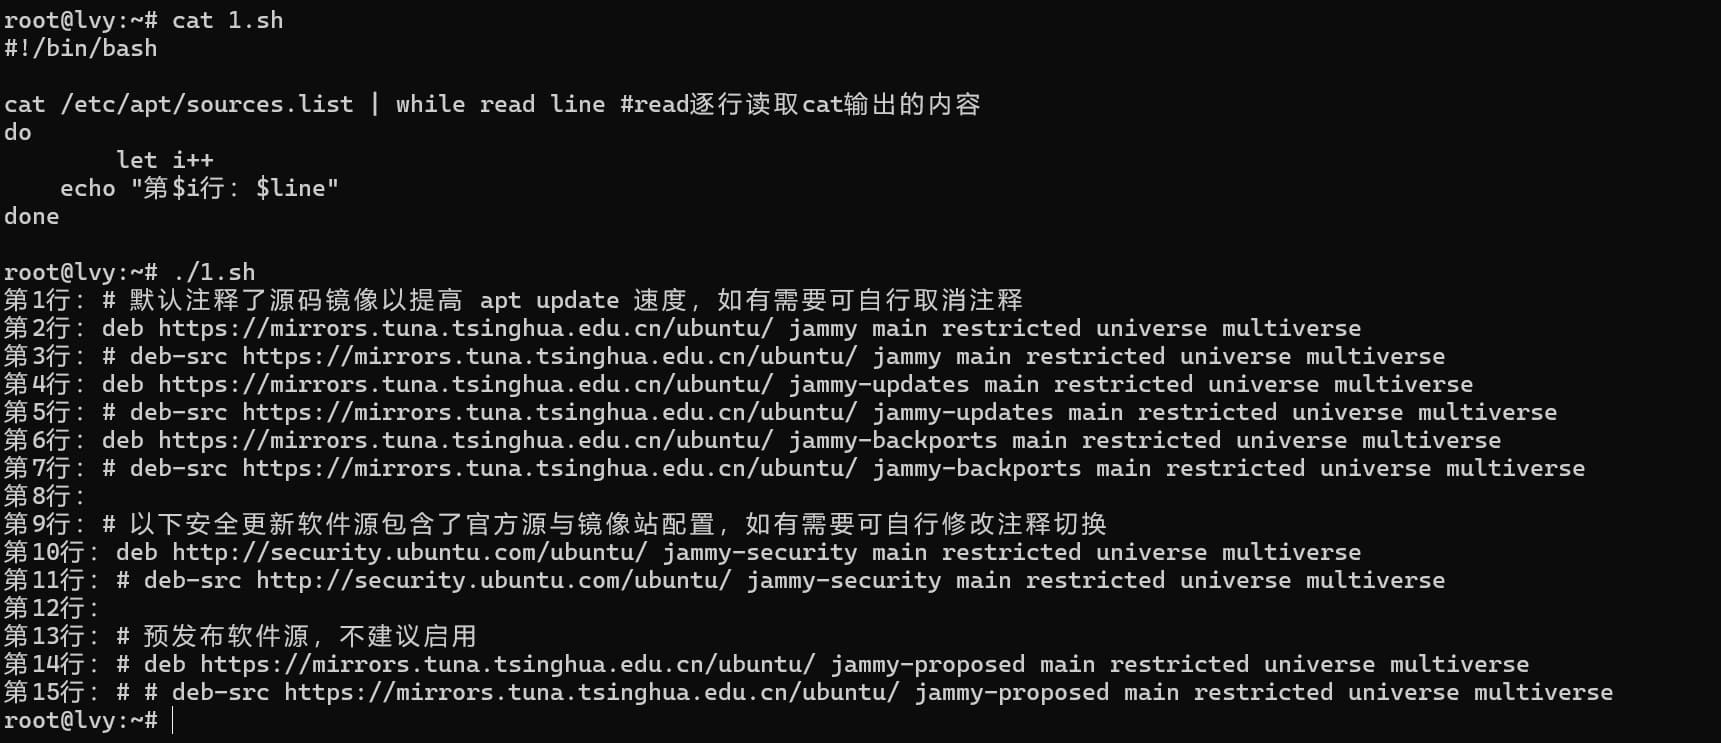 root@lvy:~# cat 1.sh
#!/bin/bash
cat /etc/apt/sources.list | while read line #read逐行读取cat输出的内容
do
let i++
echo "第$i行: $line"
done
root@lvy:~# ./1.sh
第1行: # 默认注释了源码镜像以提高 apt update 速度，如有需要可自行取消注释
第2行: deb https://mirrors.tuna.tsinghua.edu.cn/ubuntu/ jammy main restricted universe multiverse
第3行: # deb-src https://mirrors.tuna.tsinghua.edu.cn/ubuntu/ jammy main restricted universe multiverse
第4行: deb https://mirrors.tuna.tsinghua.edu.cn/ubuntu/ jammy-updates main restricted universe multiverse
第5行: # deb-src https://mirrors.tuna.tsinghua.edu.cn/ubuntu/ jammy-updates main restricted universe multiverse
第6行: deb https://mirrors.tuna.tsinghua.edu.cn/ubuntu/ jammy-backports main restricted universe multiverse
第7行: # deb-src https://mirrors.tuna.tsinghua.edu.cn/ubuntu/ jammy-backports main restricted universe multiverse
第8行:
第9行: # 以下安全更新软件源包含了官方源与镜像站配置，如有需要可自行修改注释切换
第10行: deb http://security.ubuntu.com/ubuntu/ jammy-security main restricted universe multiverse
第11行: # deb-src http://security.ubuntu.com/ubuntu/ jammy-security main restricted universe multiverse
第12行:
第13行: # 预发布软件源，不建议启用
第14行: # deb https://mirrors.tuna.tsinghua.edu.cn/ubuntu/ jammy-proposed main restricted universe multiverse
第15行: # # deb-src https://mirrors.tuna.tsinghua.edu.cn/ubuntu/ jammy-proposed main restricted universe multiverse
root@lvy:~#